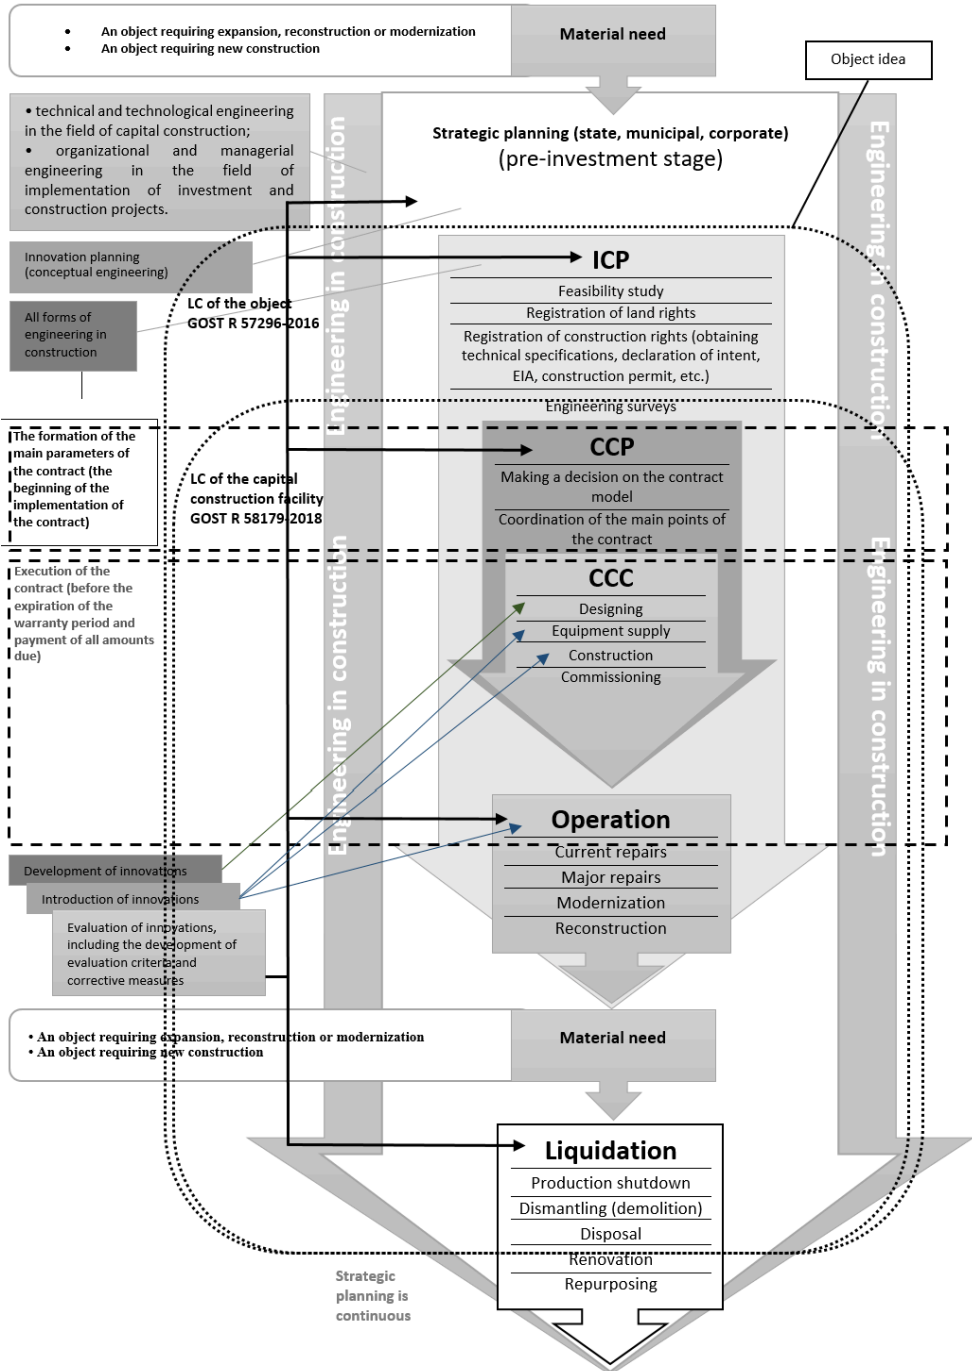 • An object requiring expansion, reconstruction or modernization
• An object requiring new construction
Material need
Object idea
• technical and technological engineering
in the field of capital construction;
• organizational and managerial
engineering in the field of
implementation of investment and
construction projects.
Engineering in construction
Strategic planning (state, municipal, corporate)
(pre-investment stage)
Engineering in construction
Innovation planning
(conceptual engineering)
All forms of
engineering in
construction
LC of the object
GOST R 57296-2016
ICP
Feasibility study
Registration of land rights
Registration of construction rights (obtaining
technical specifications, declaration of intent,
EIA, construction permit, etc.)
Engineering surveys
The formation of the
main parameters of
the contract (the
beginning of the
implementation of
the contract)
LC of the capital
construction facility
GOST R 58179-2018
CCP
Making a decision on the contract
model
Coordination of the main points of
the contract
Execution of the
contract (before the
expiration of the
warranty period and
payment of all amounts
due)
Engineering in construction
CCC
Designing
Equipment supply
Construction
Commissioning
Engineering in construction
Operation
Current repairs
Major repairs
Modernization
Reconstruction
Development of innovations
Introduction of innovations
Evaluation of innovations,
including the development of
evaluation criteria and
corrective measures
• An object requiring expansion, reconstruction or modernization
• An object requiring new construction
Material need
Liquidation
Production shutdown
Dismantling (demolition)
Disposal
Renovation
Repurposing
Strategic
planning is
continuous